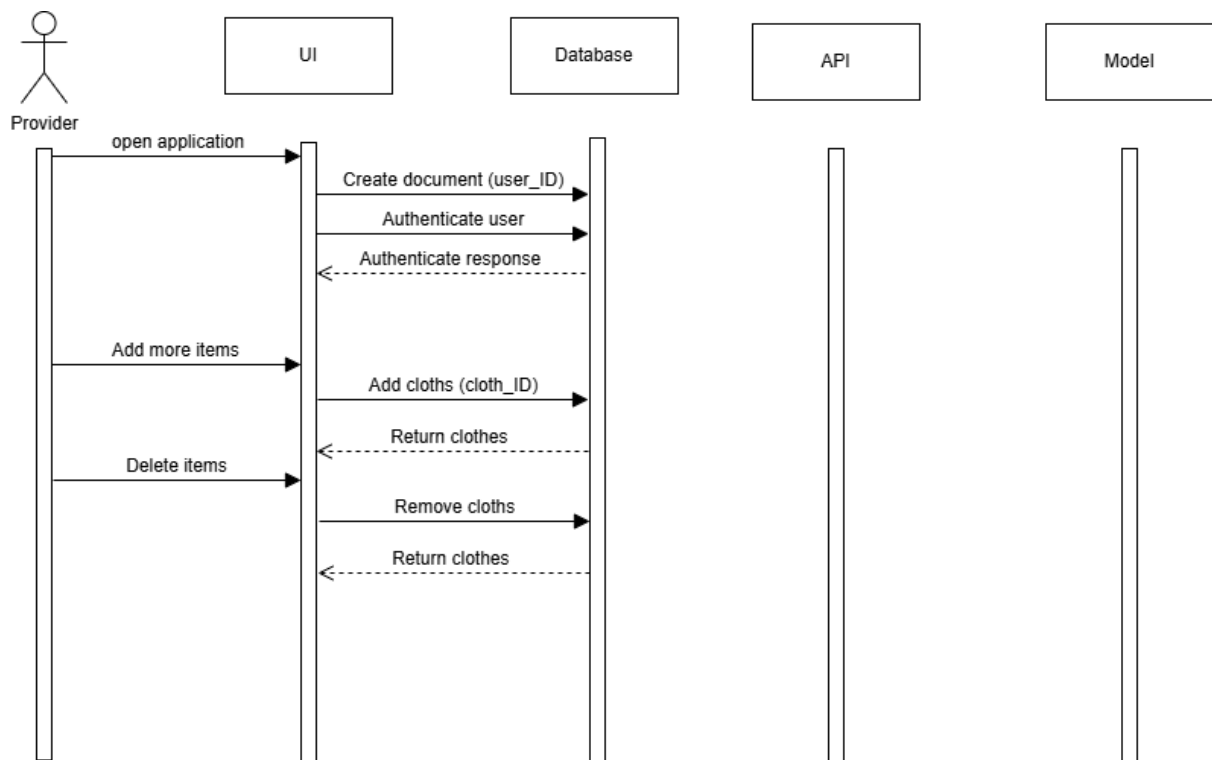 UI
Database
API
Model
Provider
open application
Create document (user_ID)
Authenticate user
Authenticate response
Add more items
Add cloths (cloth_ID)
Return clothes
Delete items
Remove cloths
Return clothes